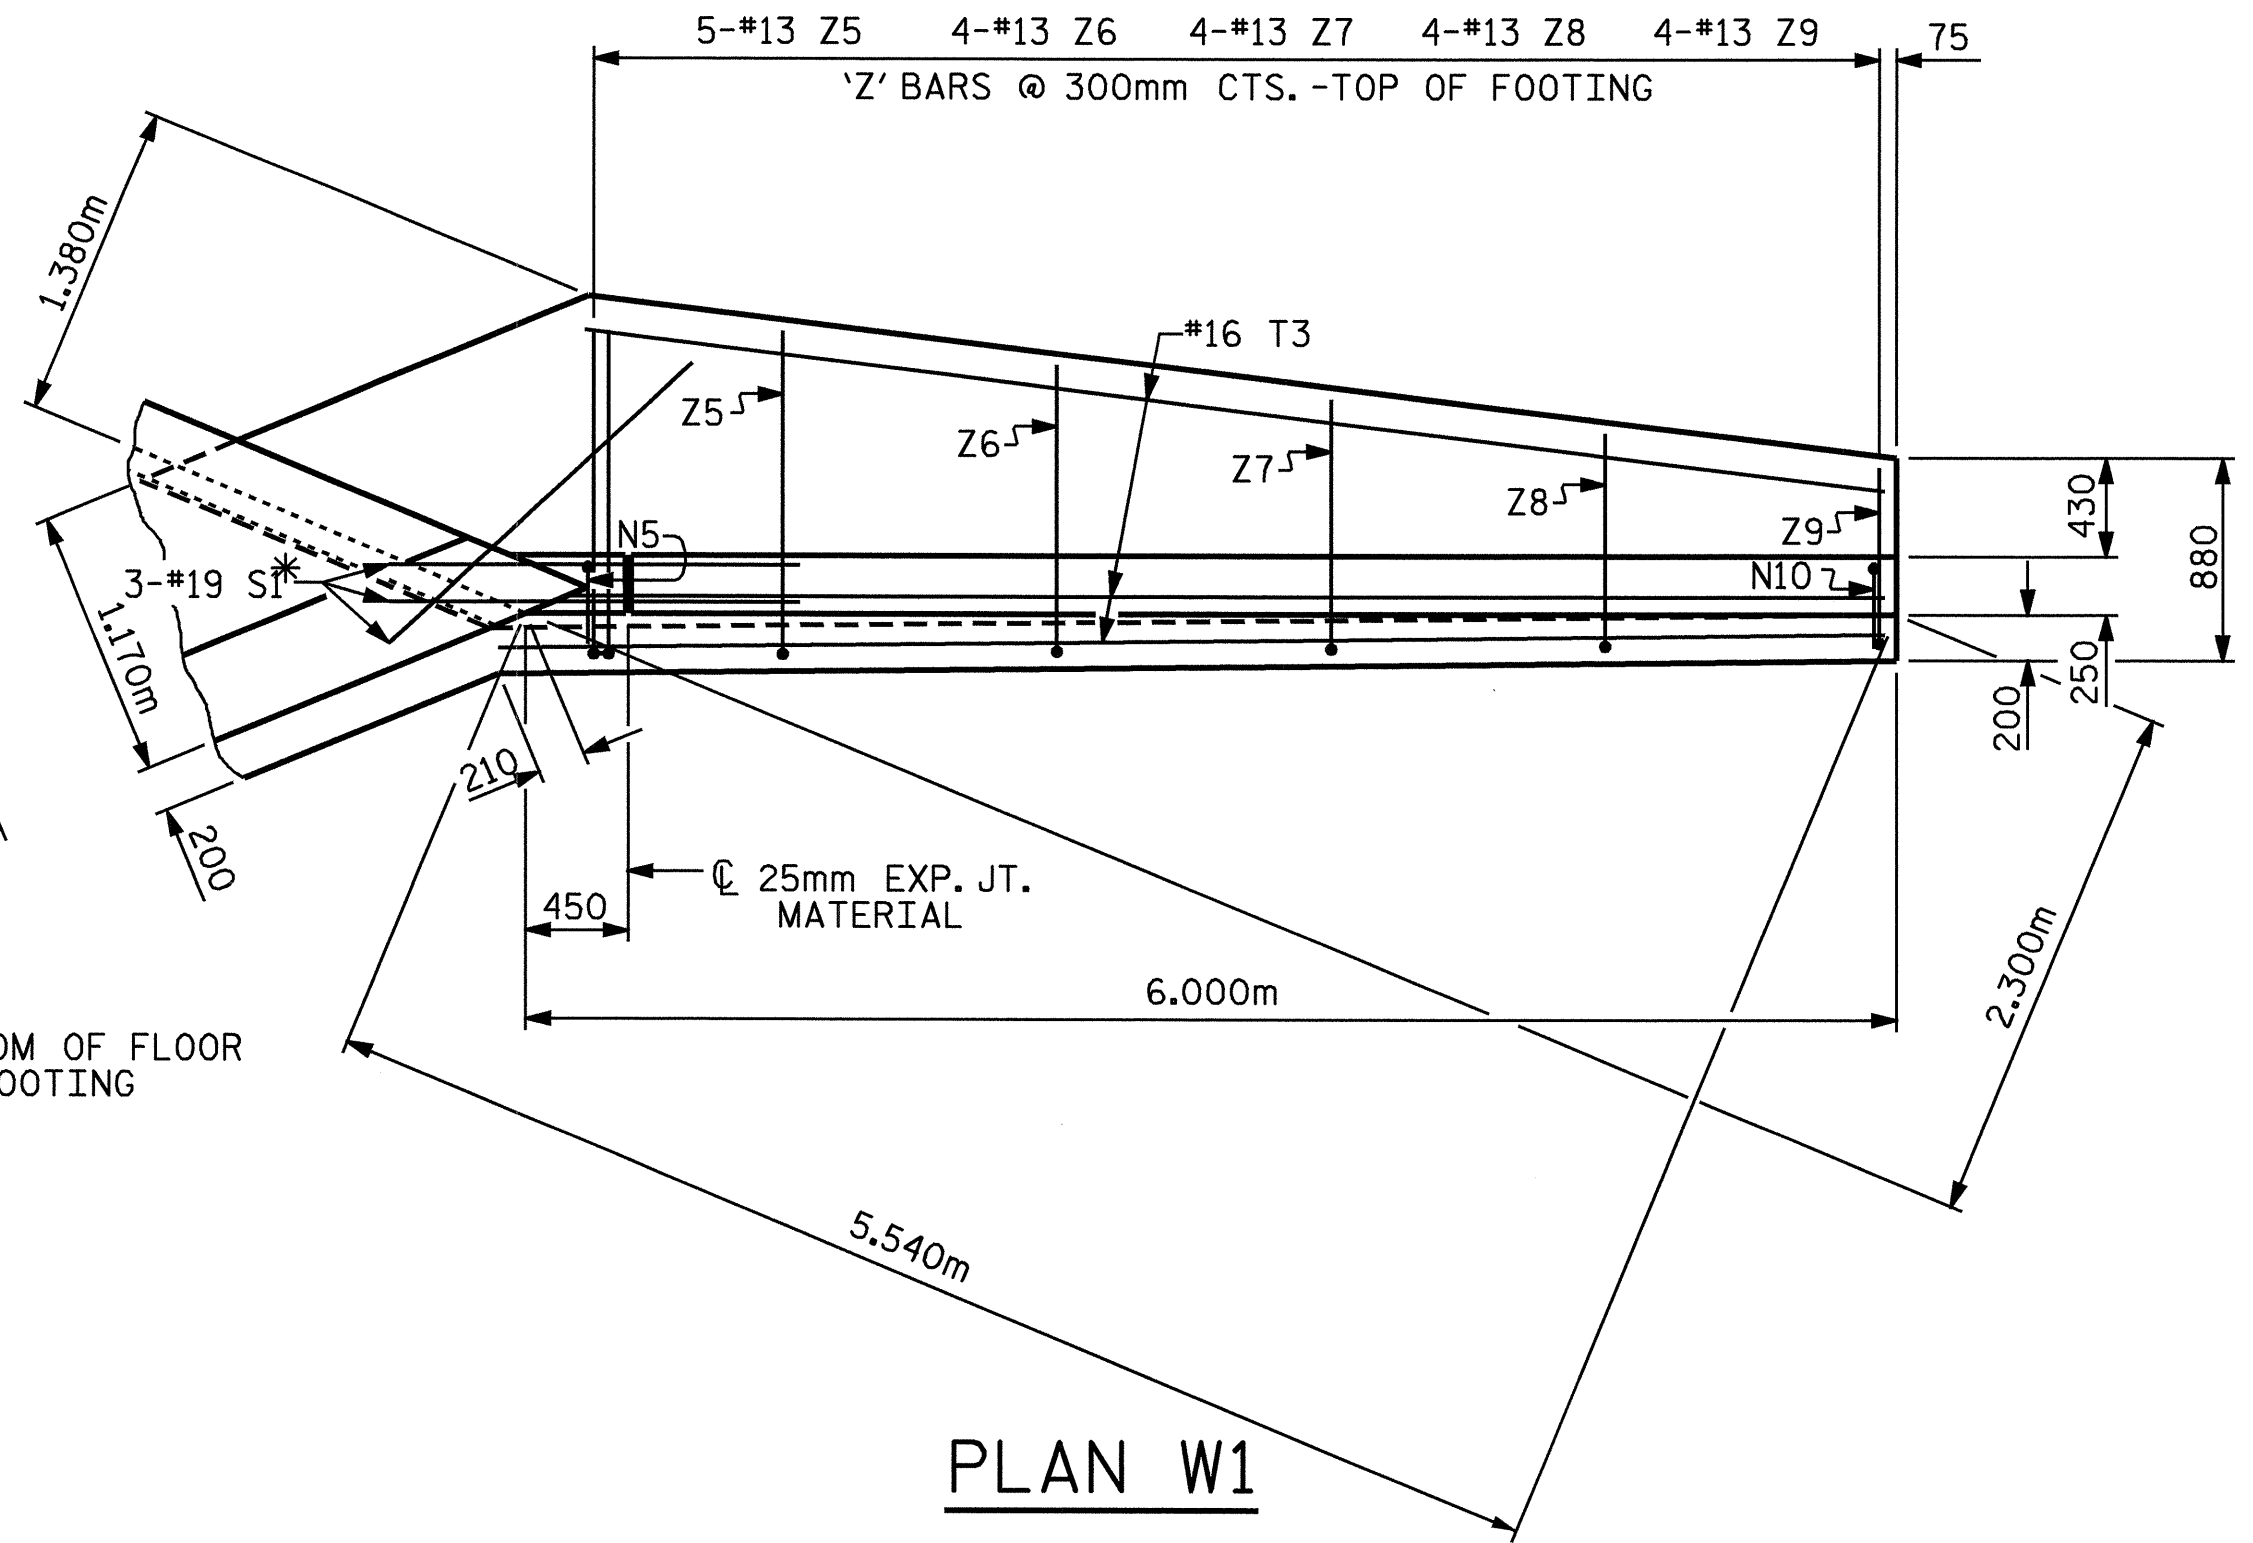 5-#13 Z5 4-#13 Z6 4-#13 Z7 4-#13 Z8 4-#13 Z9 75
'Z' BARS @ 300mm CTS.-TOP OF FOOTING
1.380m
#16 T3
Z5
Z6
Z7
Z8
Z9
430
880
N5
N10
3-#19 S1*
1.170m
250
200
210
200
℄ 25mm EXP. JT.
MATERIAL
450
6.000m
2.300m
OM OF FLOOR
OOTING
5.540m
PLAN W1